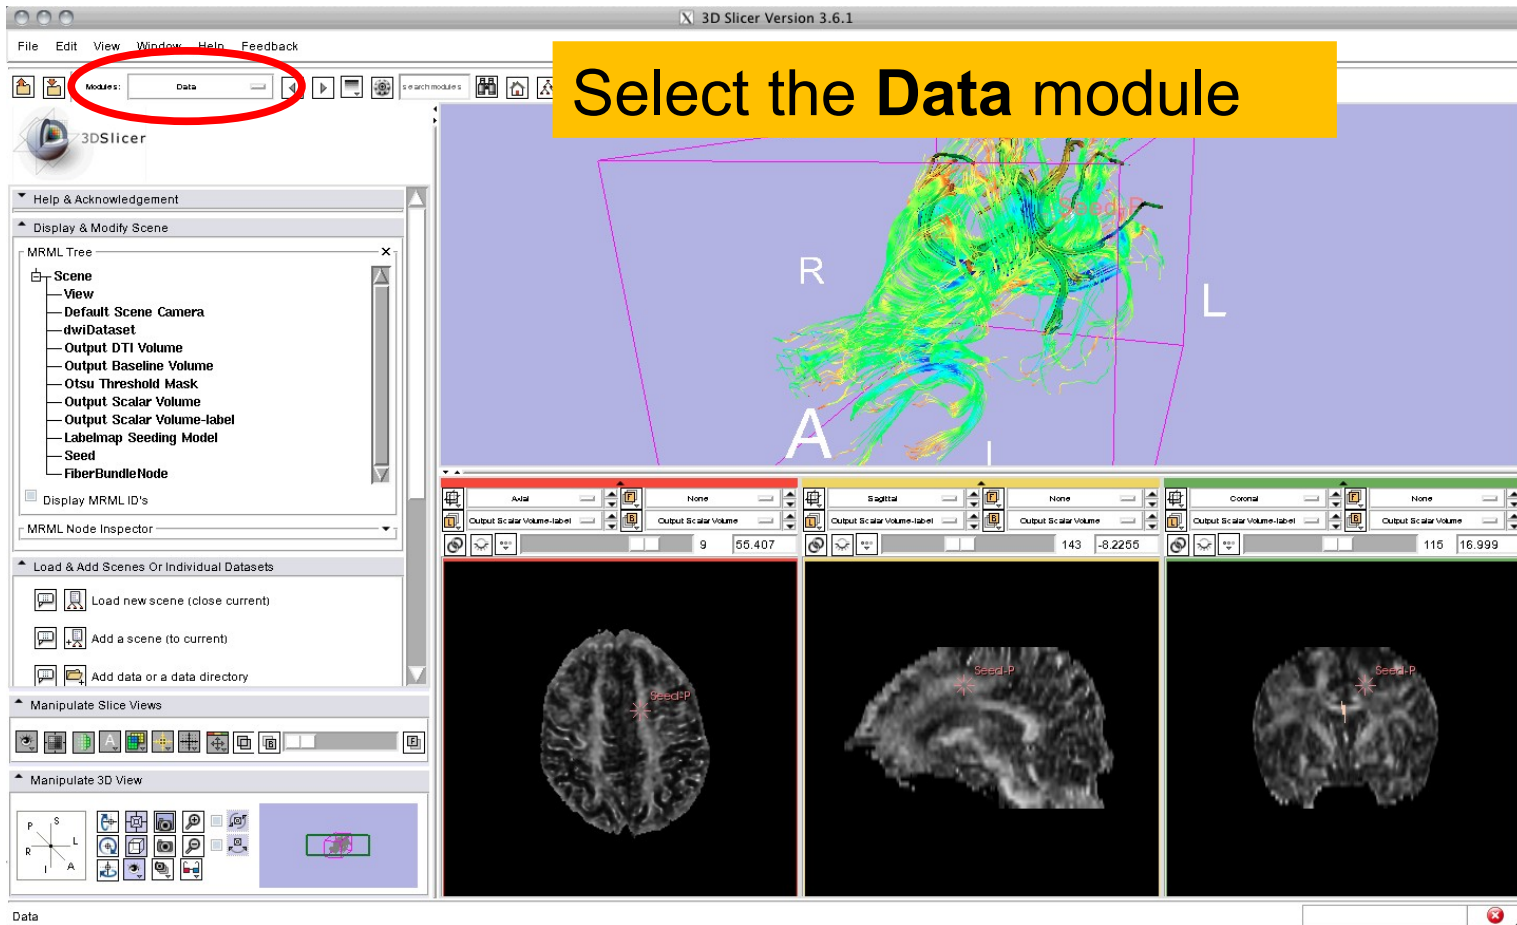 3D Slicer Version 3.6.1
File Edit View Window Help Feedback
Modules: Data
search modules
Select the Data module
3DSlicer
Help & Acknowledgement
Display & Modify Scene
MRML Tree
Scene
View
Default Scene Camera
dwiDataset
Output DTI Volume
Output Baseline Volume
Otsu Threshold Mask
Output Scalar Volume
Output Scalar Volume-label
Labelmap Seeding Model
Seed
FiberBundleNode
Display MRML ID's
MRML Node Inspector
Load & Add Scenes Or Individual Datasets
Load new scene (close current)
Add a scene (to current)
Add data or a data directory
Manipulate Slice Views
Manipulate 3D View
P S
R L
I A
Seed-P
R
L
A
I
Axial None
Output Scalar Volume-label Output Scalar Volume
9 55.407
Seed-P
Sagittal None
Output Scalar Volume-label Output Scalar Volume
143 -8.2255
Seed-P
Coronal None
Output Scalar Volume-label Output Scalar Volume
115 16.999
Seed-P
Data